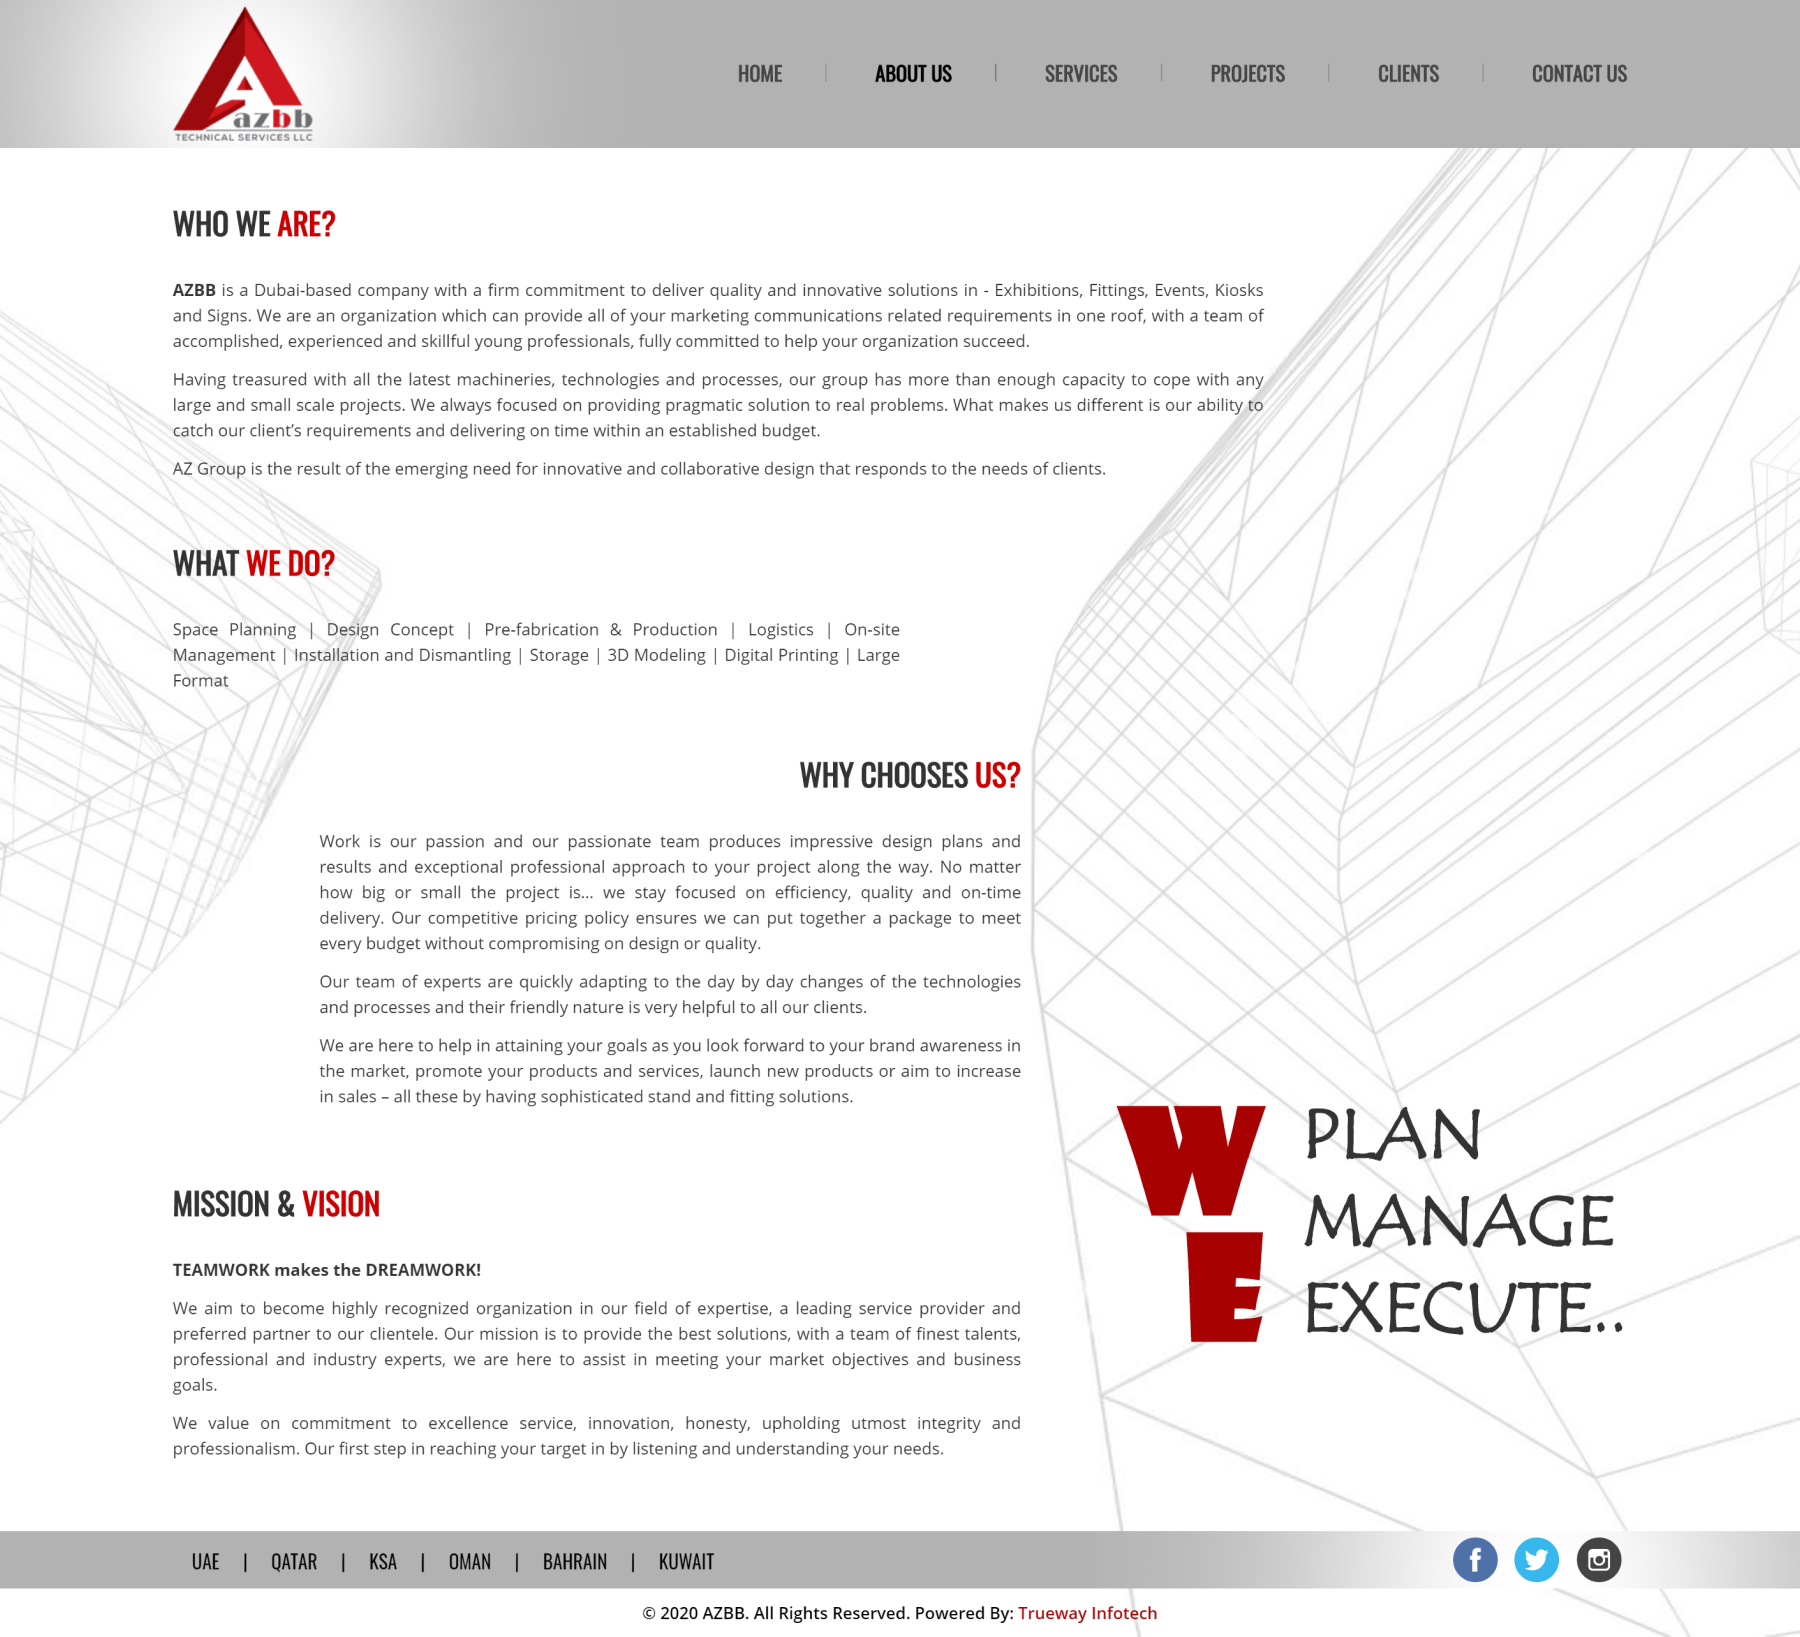 azbb
TECHNICAL SERVICES LLC
HOME | ABOUT US | SERVICES | PROJECTS | CLIENTS | CONTACT US
WHO WE ARE?
AZBB is a Dubai-based company with a firm commitment to deliver quality and innovative solutions in - Exhibitions, Fittings, Events, Kiosks
and Signs. We are an organization which can provide all of your marketing communications related requirements in one roof, with a team of
accomplished, experienced and skillful young professionals, fully committed to help your organization succeed.
Having treasured with all the latest machineries, technologies and processes, our group has more than enough capacity to cope with any
large and small scale projects. We always focused on providing pragmatic solution to real problems. What makes us different is our ability to
catch our client’s requirements and delivering on time within an established budget.
AZ Group is the result of the emerging need for innovative and collaborative design that responds to the needs of clients.
WHAT WE DO?
Space Planning | Design Concept | Pre-fabrication & Production | Logistics | On-site
Management | Installation and Dismantling | Storage | 3D Modeling | Digital Printing | Large
Format
WHY CHOOSES US?
Work is our passion and our passionate team produces impressive design plans and
results and exceptional professional approach to your project along the way. No matter
how big or small the project is... we stay focused on efficiency, quality and on-time
delivery. Our competitive pricing policy ensures we can put together a package to meet
every budget without compromising on design or quality.
Our team of experts are quickly adapting to the day by day changes of the technologies
and processes and their friendly nature is very helpful to all our clients.
We are here to help in attaining your goals as you look forward to your brand awareness in
the market, promote your products and services, launch new products or aim to increase
in sales – all these by having sophisticated stand and fitting solutions.
WE
PLAN
MANAGE
EXECUTE..
MISSION & VISION
TEAMWORK makes the DREAMWORK!
We aim to become highly recognized organization in our field of expertise, a leading service provider and
preferred partner to our clientele. Our mission is to provide the best solutions, with a team of finest talents,
professional and industry experts, we are here to assist in meeting your market objectives and business
goals.
We value on commitment to excellence service, innovation, honesty, upholding utmost integrity and
professionalism. Our first step in reaching your target in by listening and understanding your needs.
UAE | QATAR | KSA | OMAN | BAHRAIN | KUWAIT
© 2020 AZBB. All Rights Reserved. Powered By: Trueway Infotech